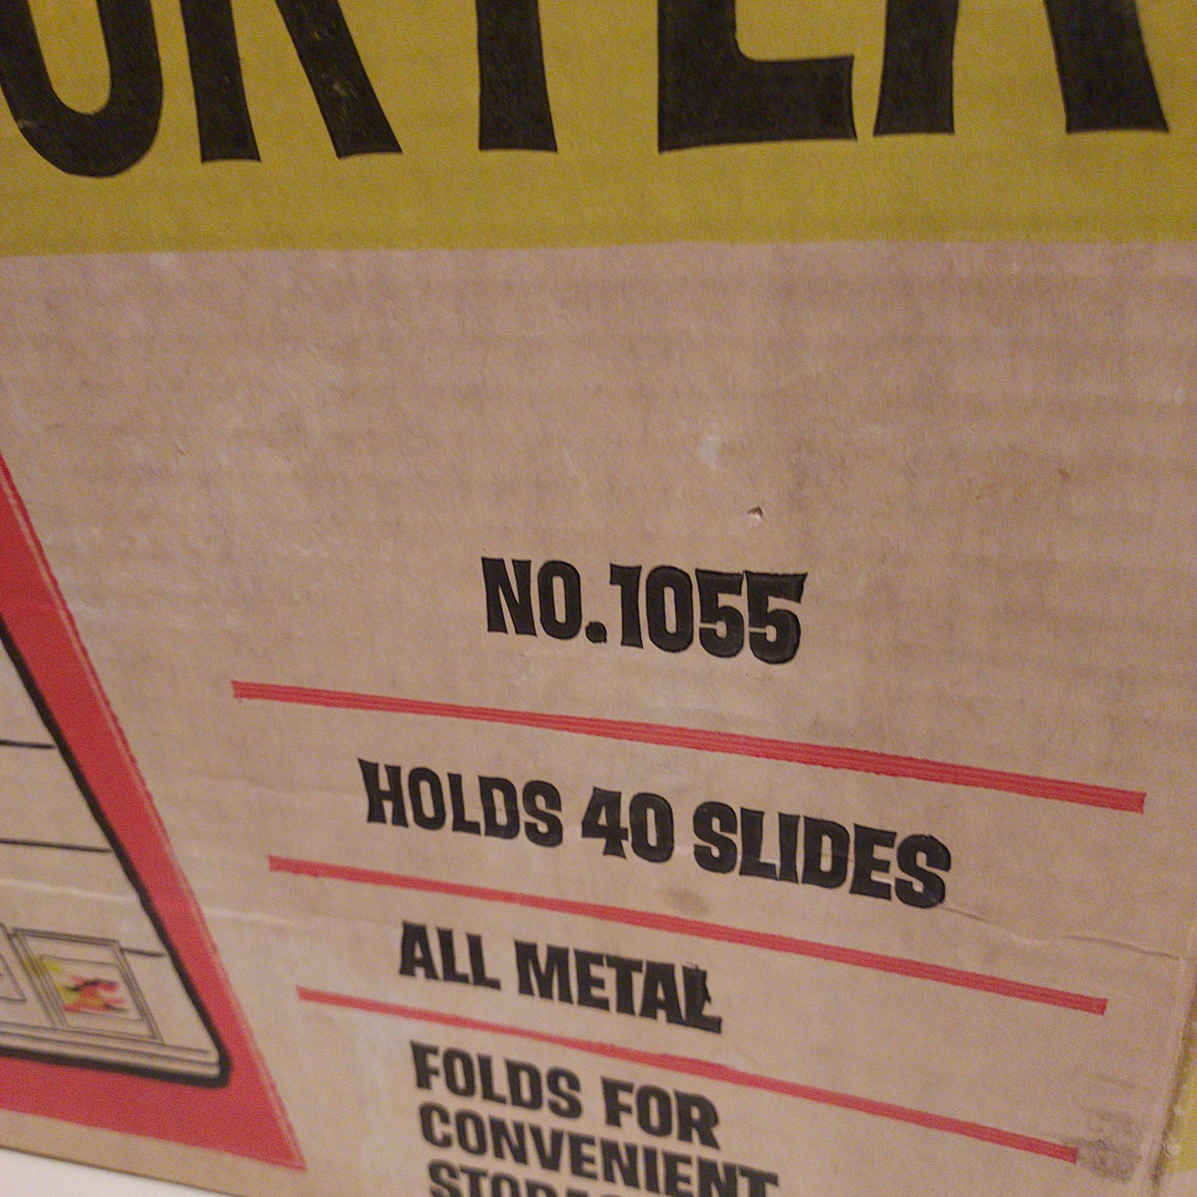 NO. 1055
HOLDS 40 SLIDES
ALL METAL
FOLDS FOR
CONVENIENT